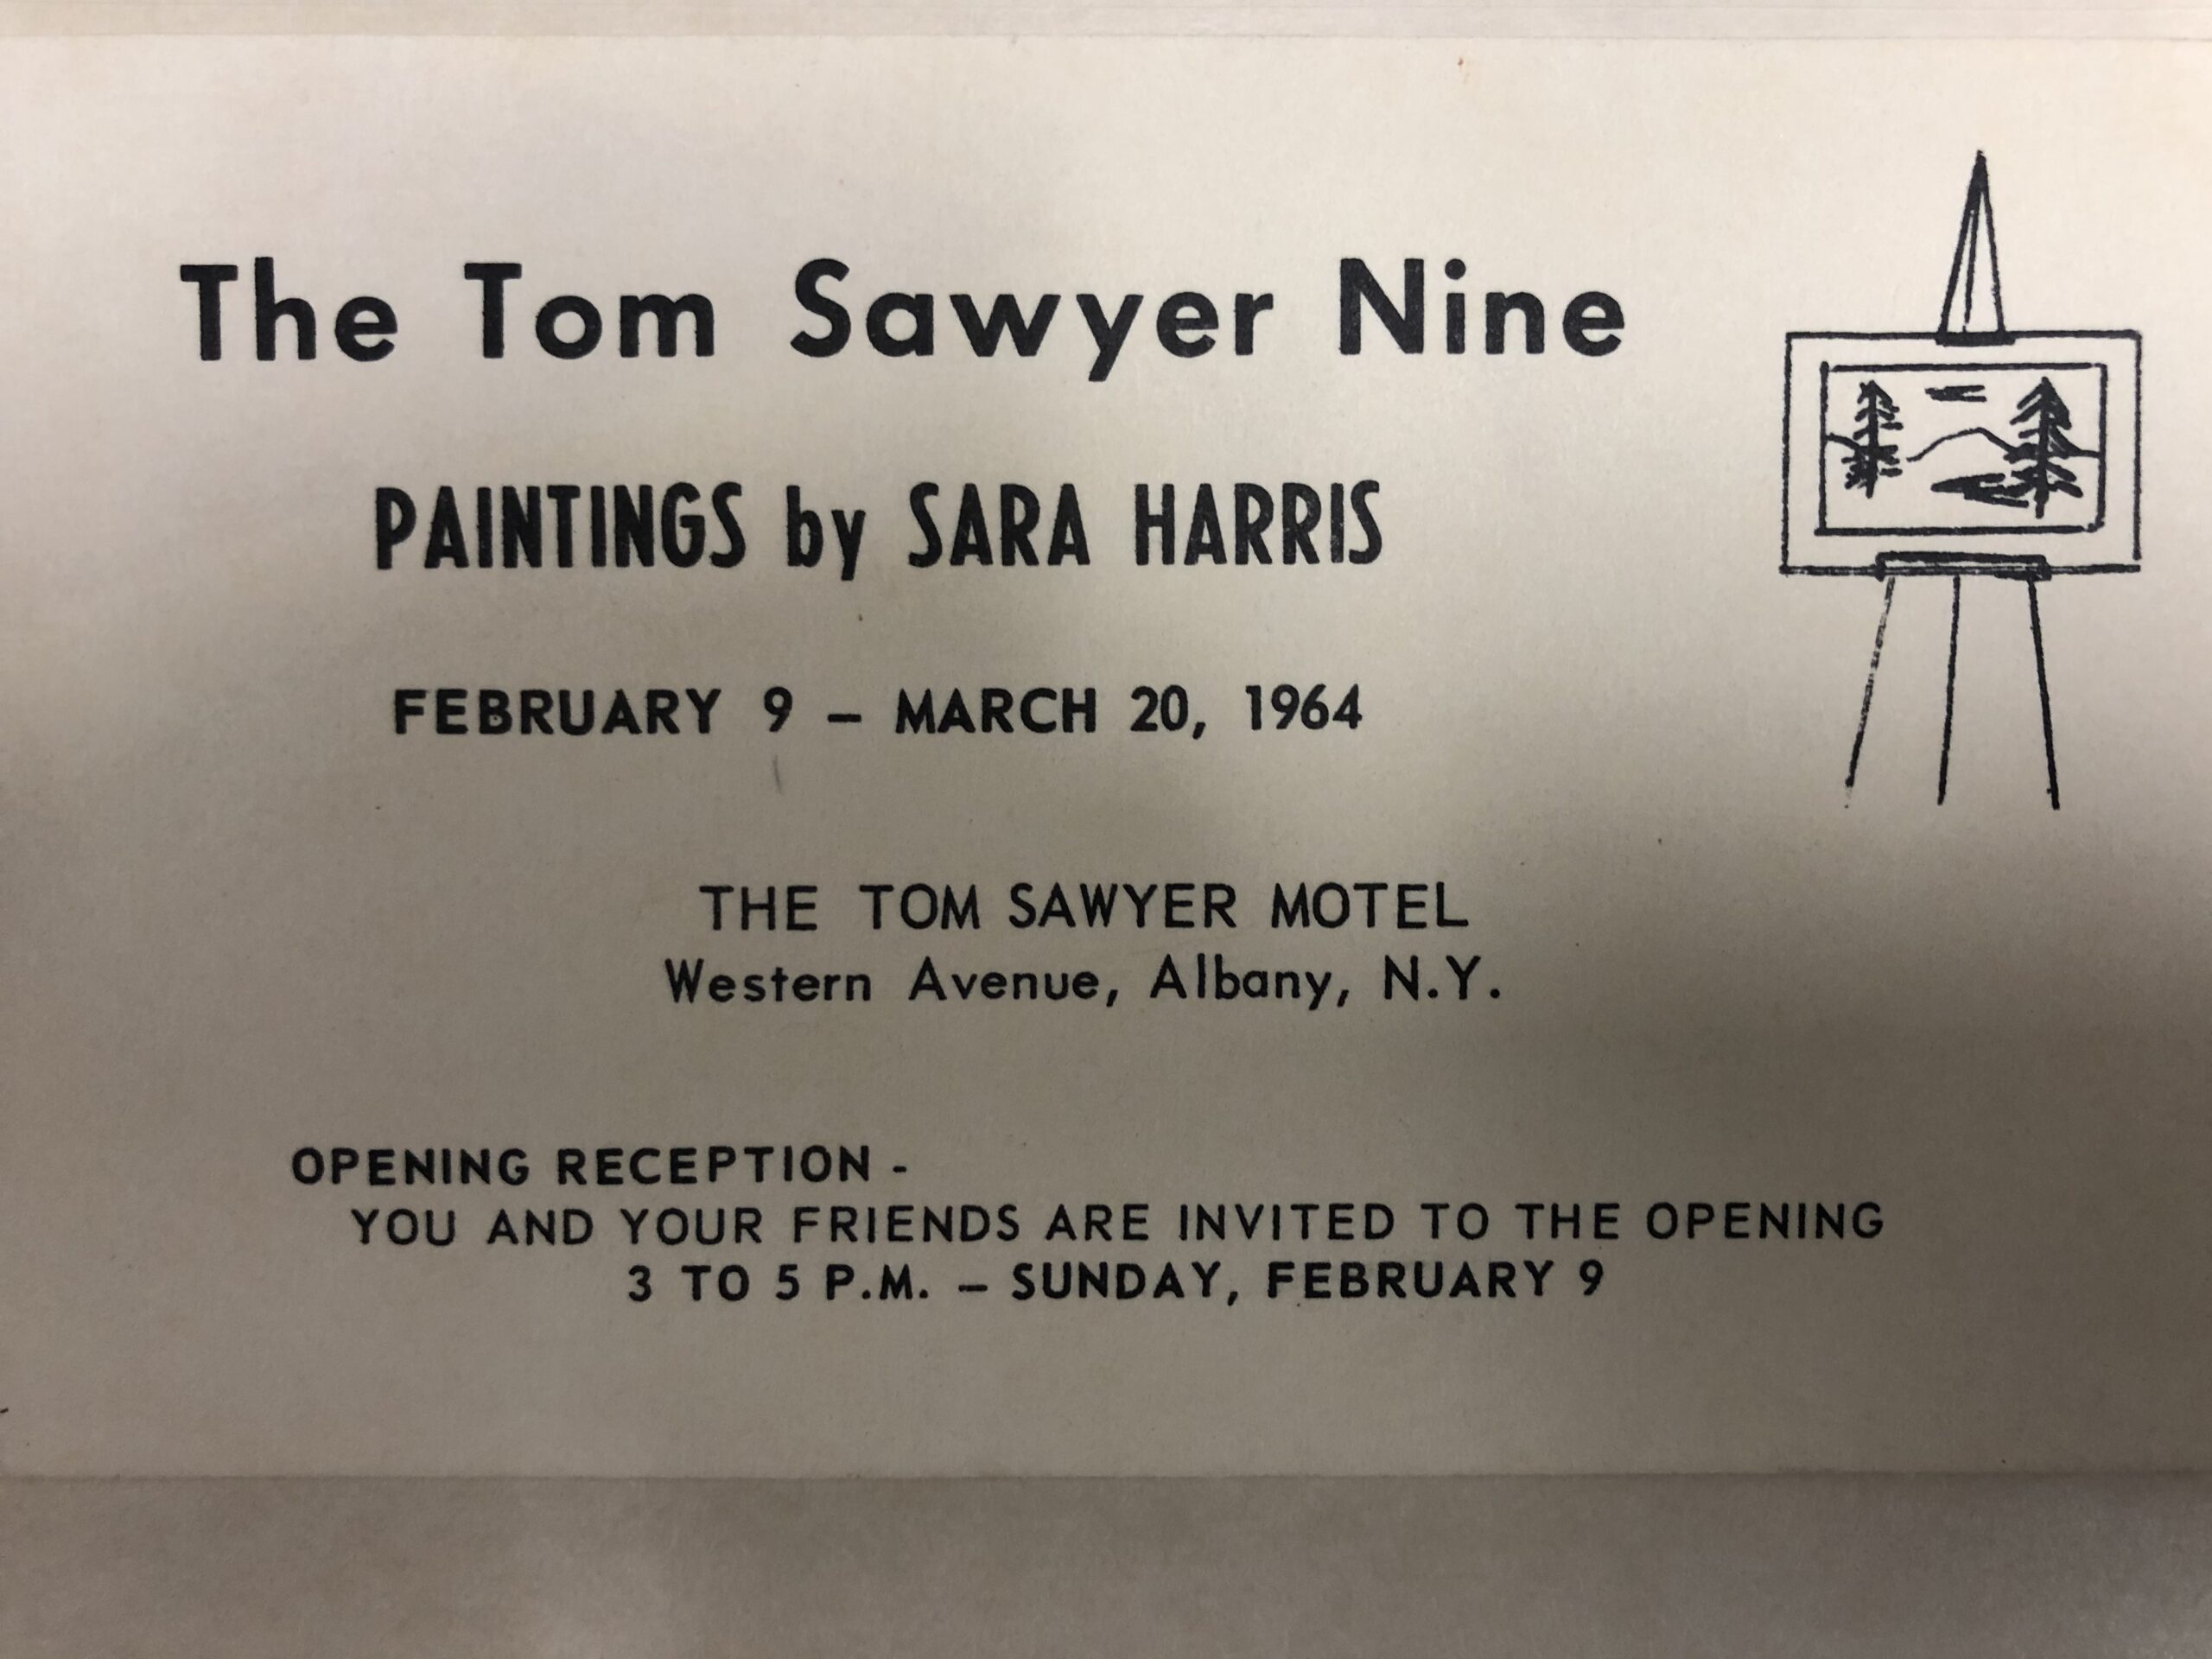 The Tom Sawyer Nine
PAINTINGS by SARA HARRIS
FEBRUARY 9 – MARCH 20, 1964
THE TOM SAWYER MOTEL
Western Avenue, Albany, N.Y.
OPENING RECEPTION -
YOU AND YOUR FRIENDS ARE INVITED TO THE OPENING
3 TO 5 P.M. – SUNDAY, FEBRUARY 9